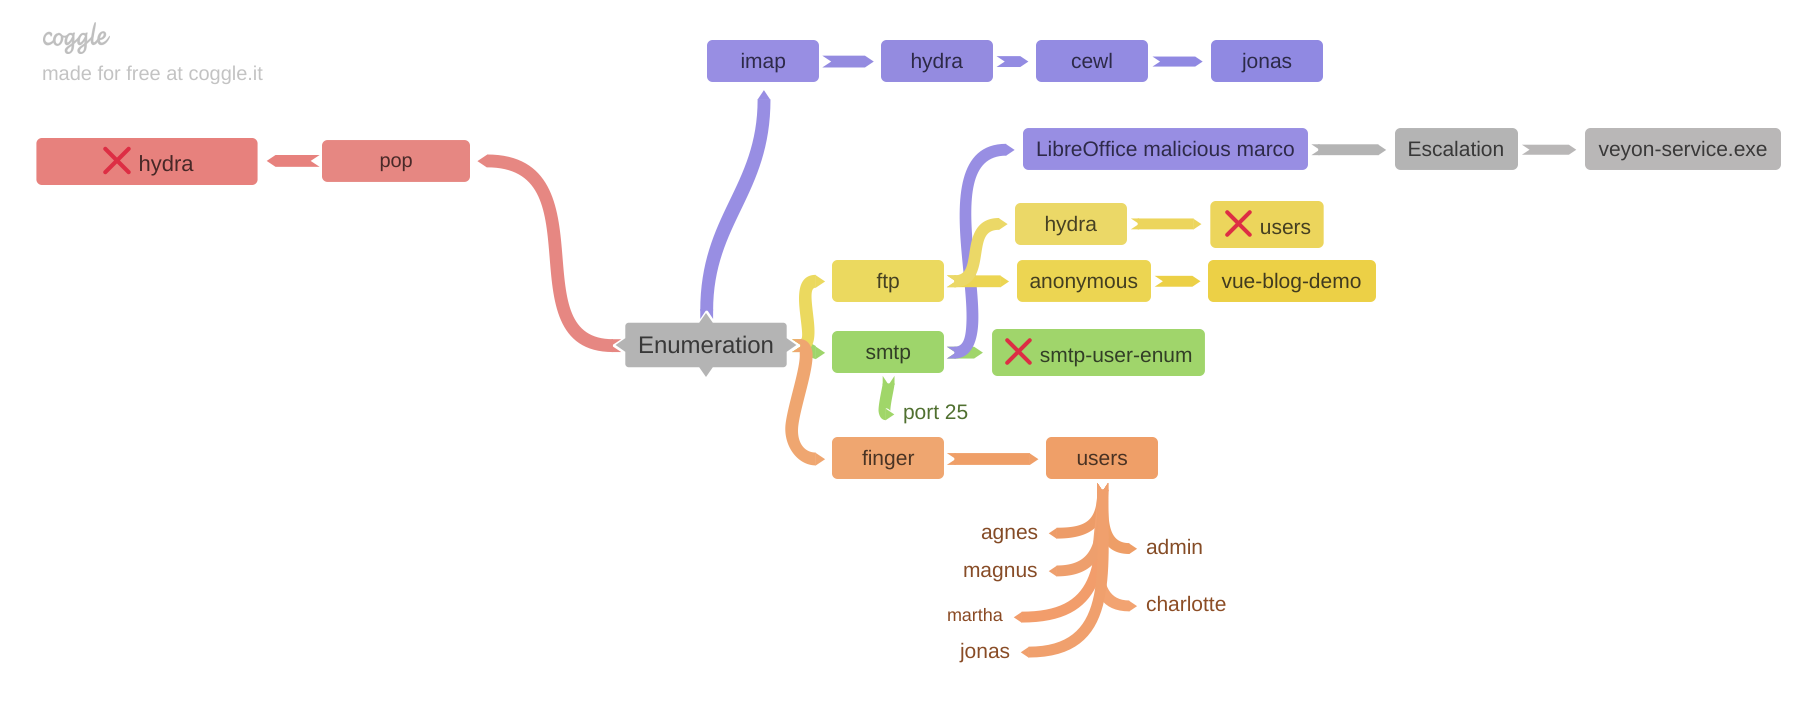 coggle
made for free at coggle.it
imap
hydra
cewl
jonas
hydra
pop
LibreOffice malicious marco
Escalation
veyon-service.exe
hydra
users
ftp
anonymous
vue-blog-demo
Enumeration
smtp
smtp-user-enum
port 25
finger
users
agnes
admin
magnus
charlotte
martha
jonas